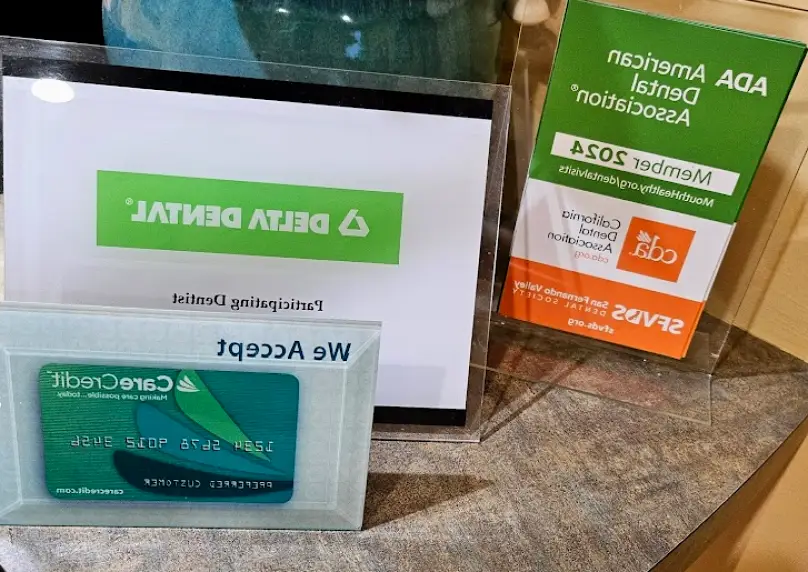 DELTA DENTAL®
Participating Dentist
We Accept
CareCredit®
Making care possible...today.
1234 5678 9012 3456
PREFERRED CUSTOMER
carecredit.com
ADA American
Dental
Association®
Member 2024
MouthHealthy.org/dentalvisits
cda.
California
Dental
Association
cda.org
SFVDS San Fernando Valley
DENTAL SOCIETY
sfvds.org